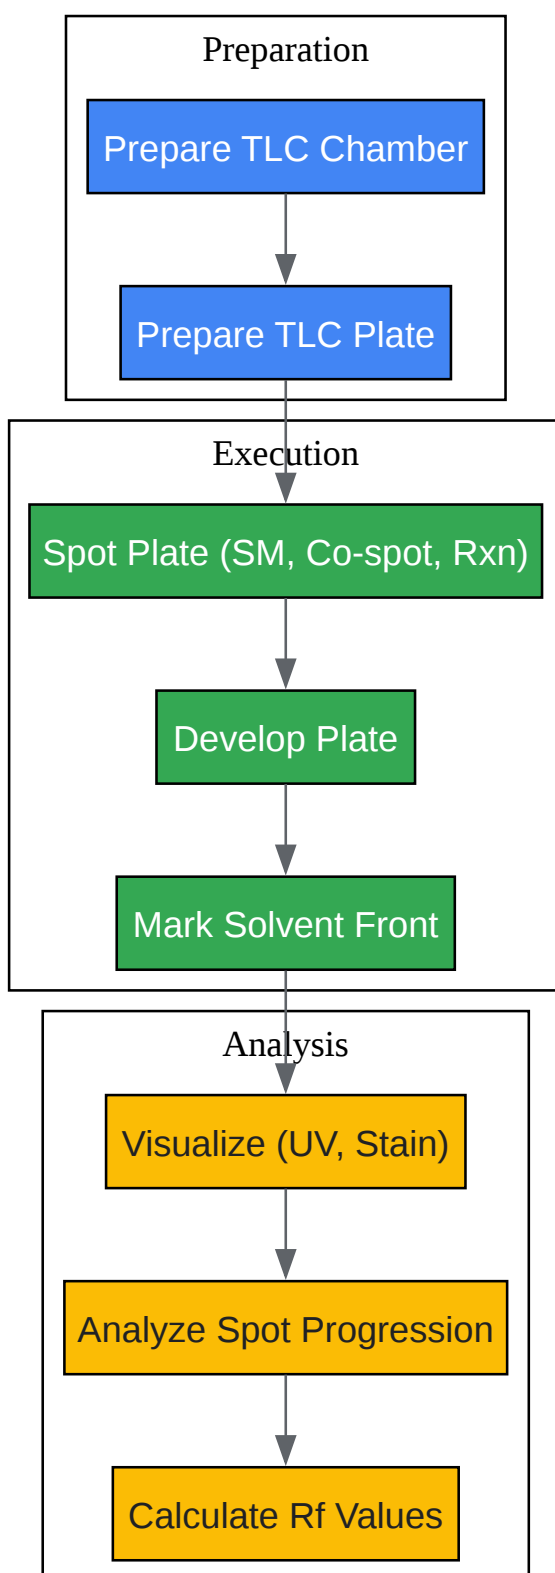 Preparation
Prepare TLC Chamber
Prepare TLC Plate
Execution
Spot Plate (SM, Co-spot, Rxn)
Develop Plate
Mark Solvent Front
Analysis
Visualize (UV, Stain)
Analyze Spot Progression
Calculate Rf Values